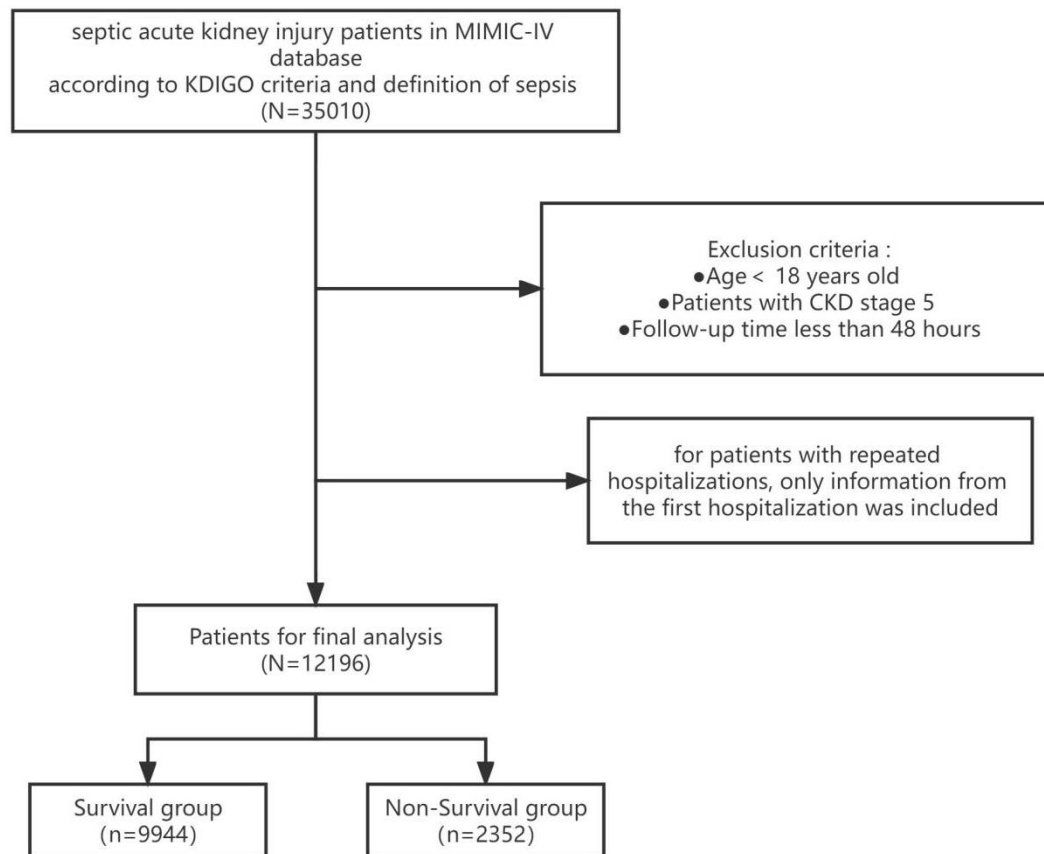 septic acute kidney injury patients in MIMIC-IV
database
according to KDIGO criteria and definition of sepsis
(N=35010)
Exclusion criteria :
●Age < 18 years old
●Patients with CKD stage 5
●Follow-up time less than 48 hours
for patients with repeated
hospitalizations, only information from
the first hospitalization was included
Patients for final analysis
(N=12196)
Survival group
(n=9944)
Non-Survival group
(n=2352)